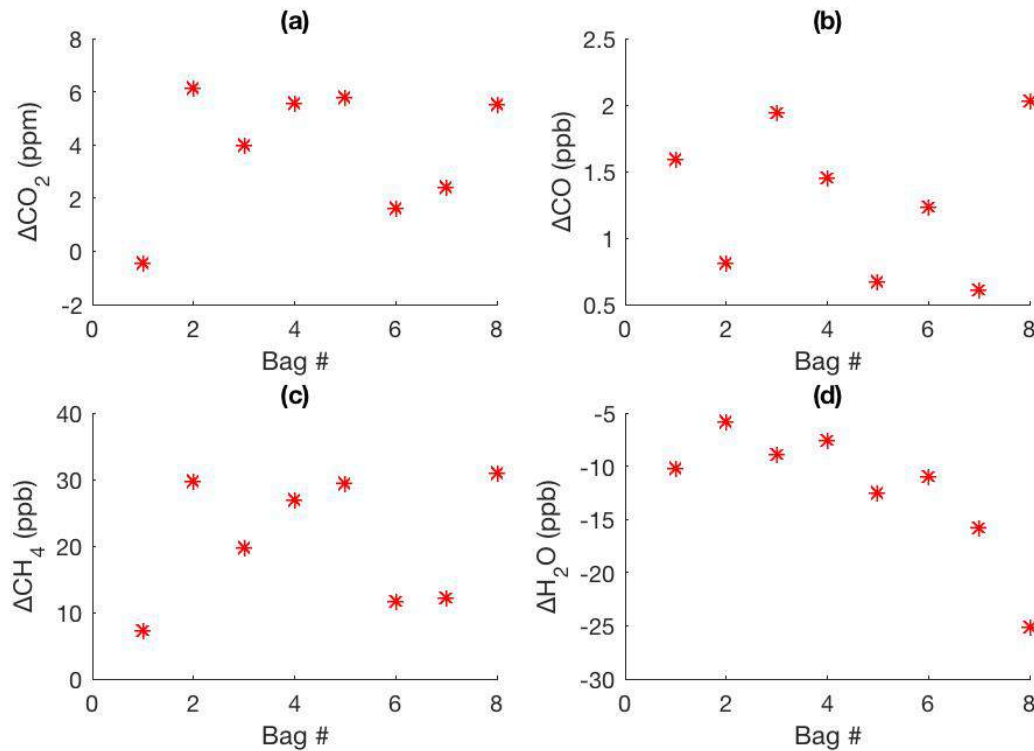 (a)
8
6
4
2
0
-2
ΔCO2 (ppm)
0 2 4 6 8
Bag #
(b)
2.5
2
1.5
1
0.5
ΔCO (ppb)
0 2 4 6 8
Bag #
(c)
40
30
20
10
0
ΔCH4 (ppb)
0 2 4 6 8
Bag #
(d)
-5
-10
-15
-20
-25
-30
ΔH2O (ppb)
0 2 4 6 8
Bag #